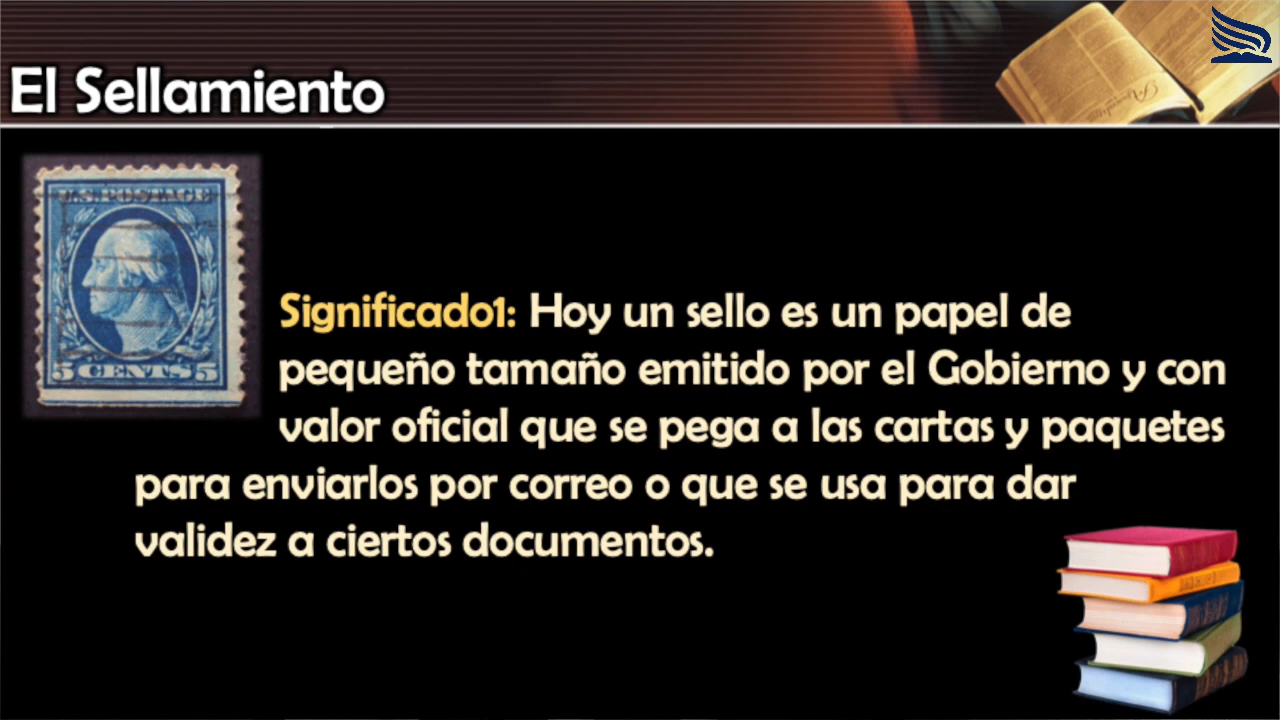 El Sellamiento
U.S. POSTAGE
5 CENTS 5
Significado1: Hoy un sello es un papel de
pequeño tamaño emitido por el Gobierno y con
valor oficial que se pega a las cartas y paquetes
para enviarlos por correo o que se usa para dar
validez a ciertos documentos.